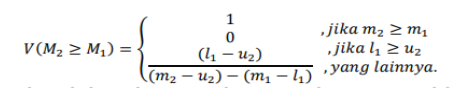 1 , jika m₂ ≥ m₁
V(M₂ ≥ M₁) = { 0 , jika l₁ ≥ u₂
(l₁ − u₂) / (m₂ − u₂) − (m₁ − l₁) , yang lainnya.